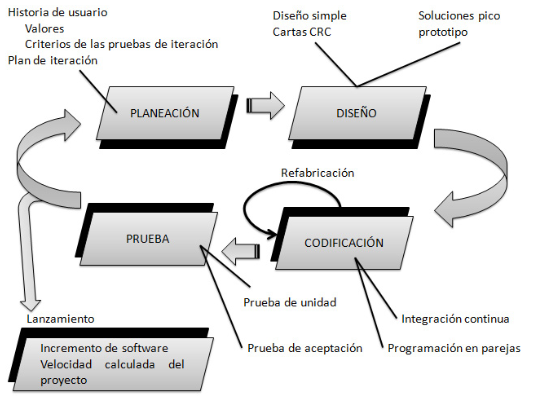 Historia de usuario
Valores
Criterios de las pruebas de iteración
Plan de iteración
Diseño simple
Cartas CRC
Soluciones pico
prototipo
PLANEACIÓN
DISEÑO
Refabricación
PRUEBA
CODIFICACIÓN
Prueba de unidad
Lanzamiento
Integración continua
Incremento de software
Velocidad calculada del
proyecto
Prueba de aceptación
Programación en parejas